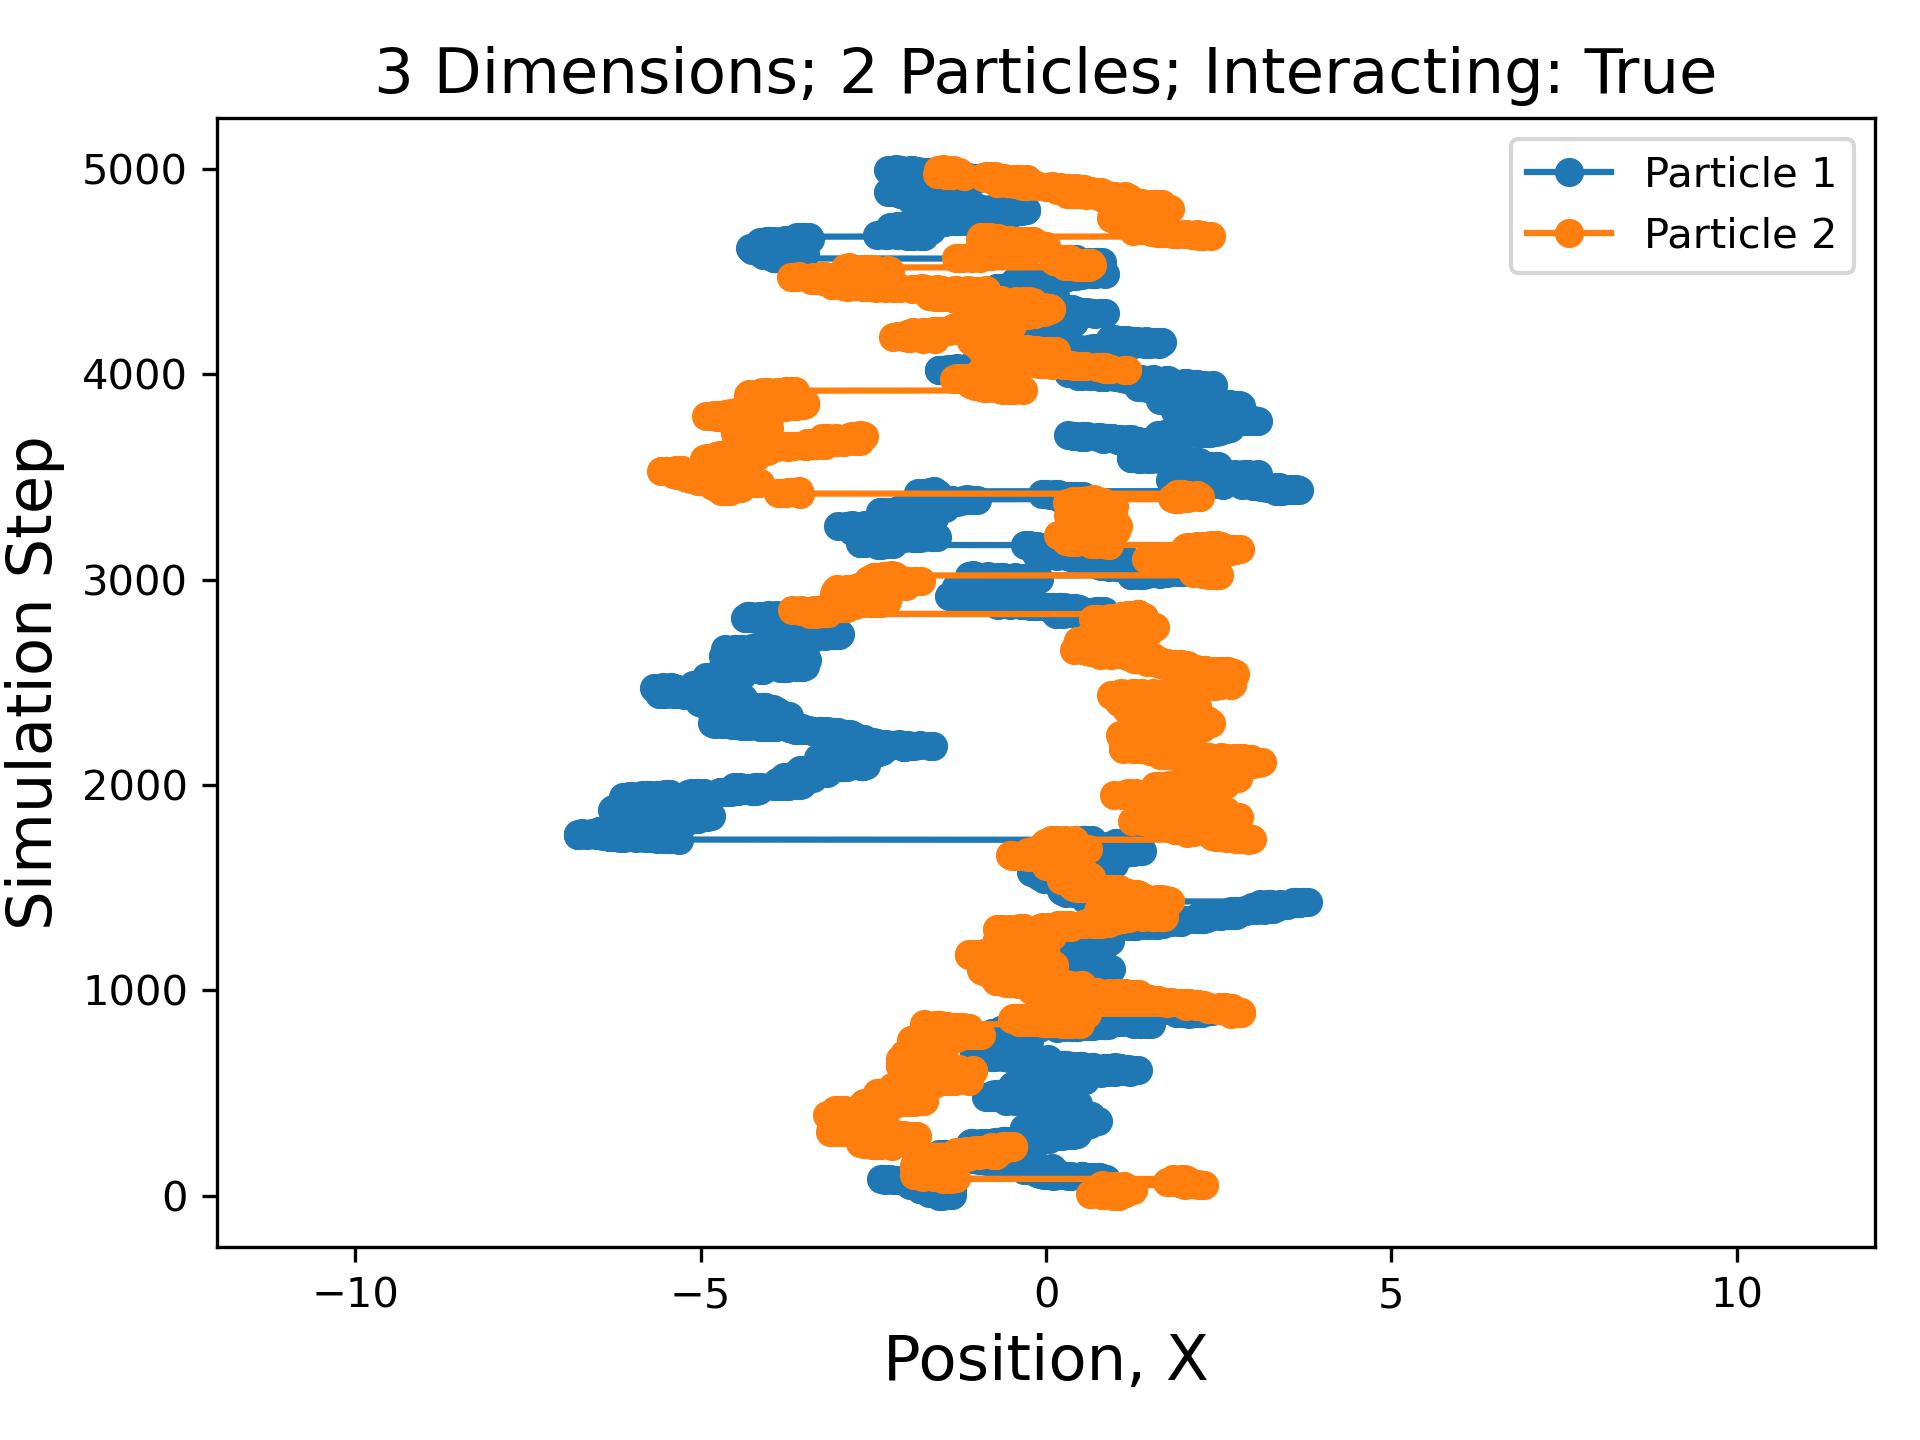 3 Dimensions; 2 Particles; Interacting: True
Particle 1
Particle 2
5000
4000
3000
2000
1000
0
Simulation Step
−10
−5
0
5
10
Position, X